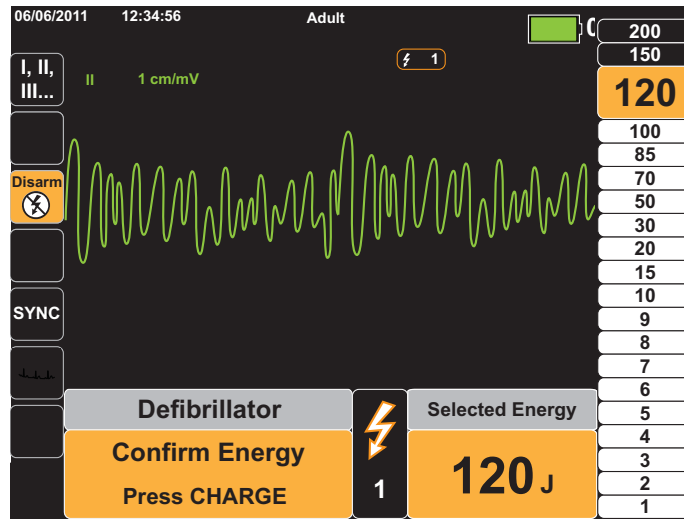 06/06/2011 12:34:56 Adult
1
I, II,
III...
II 1 cm/mV
Disarm
SYNC
200
150
120
100
85
70
50
30
20
15
10
9
8
7
6
5
4
3
2
1
Defibrillator
Confirm Energy
Press CHARGE
1
Selected Energy
120 J